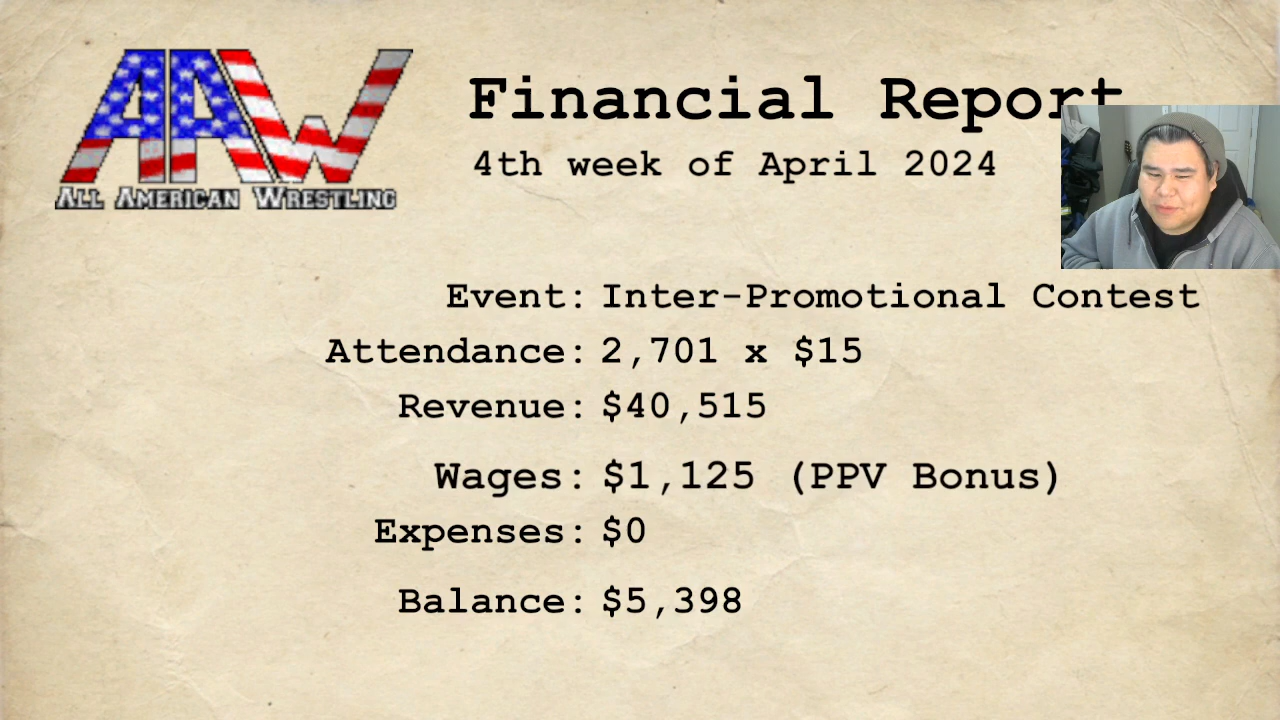 AAW
ALL AMERICAN WRESTLING
Financial Report
4th week of April 2024
Event: Inter-Promotional Contest
Attendance: 2,701 x $15
Revenue: $40,515
Wages: $1,125 (PPV Bonus)
Expenses: $0
Balance: $5,398